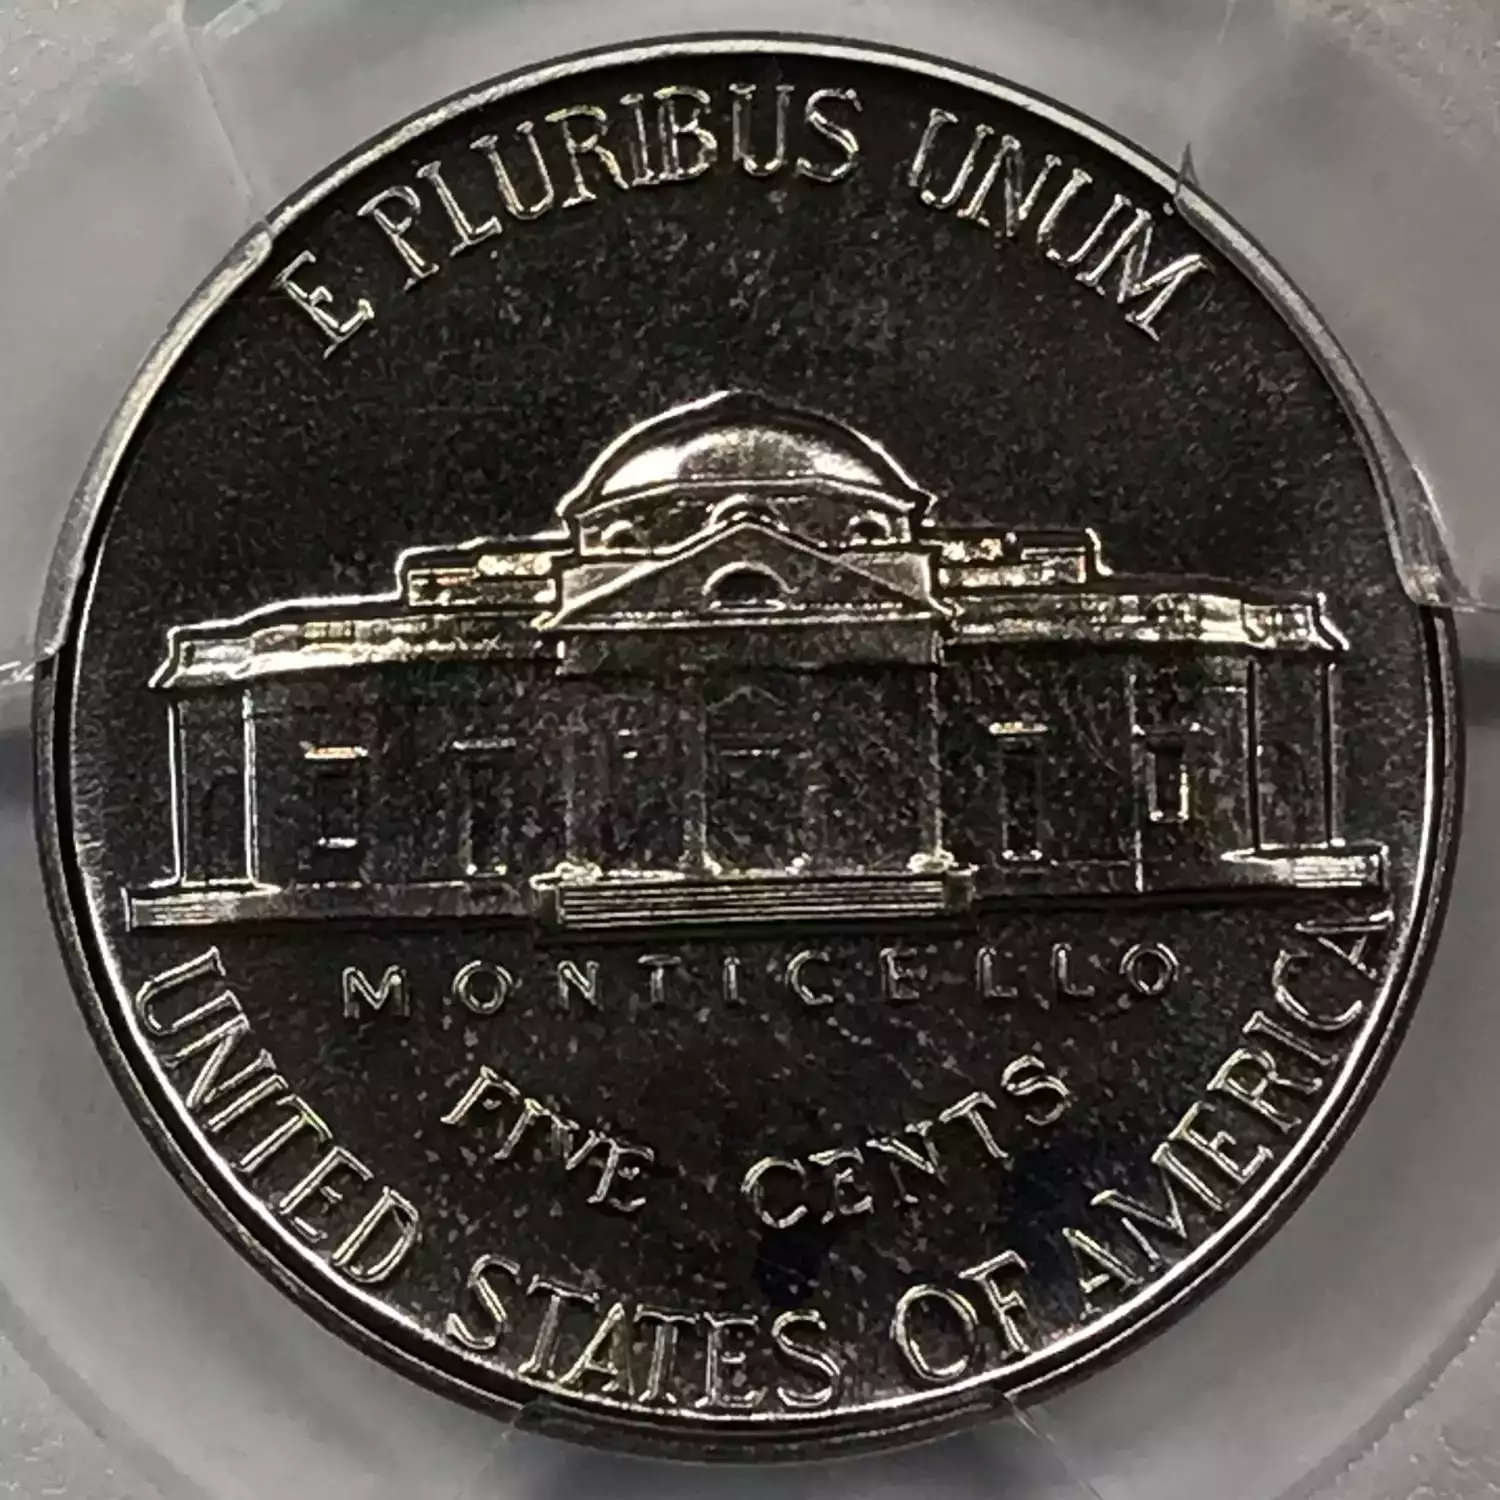 E PLURIBUS UNUM
MONTICELLO
FIVE CENTS
UNITED STATES OF AMERICA